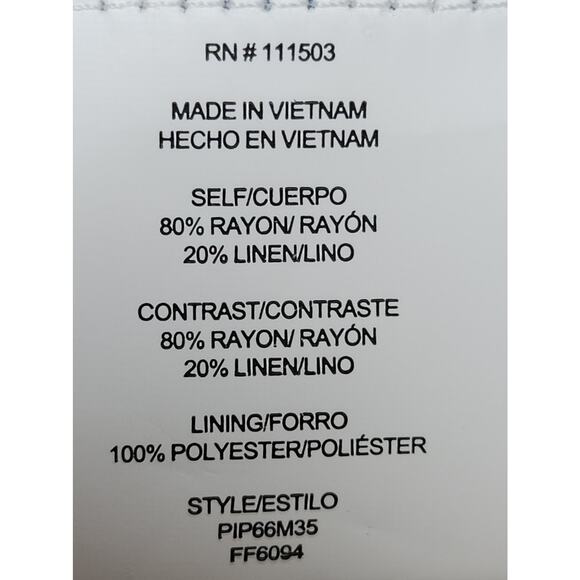 RN # 111503
MADE IN VIETNAM
HECHO EN VIETNAM
SELF/CUERPO
80% RAYON/ RAYÓN
20% LINEN/LINO
CONTRAST/CONTRASTE
80% RAYON/ RAYÓN
20% LINEN/LINO
LINING/FORRO
100% POLYESTER/POLIÉSTER
STYLE/ESTILO
PIP66M35
FF6094